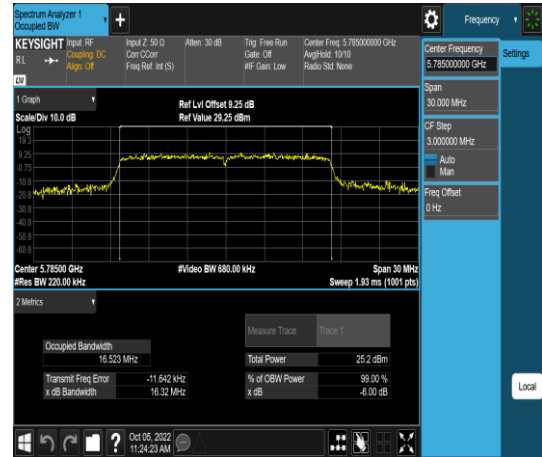 Spectrum Analyzer 1
Occupied BW
+
Frequency
KEYSIGHT
Input: RF
Coupling: DC
Align: Off
Input Z: 50 Ω
Corr CCorr
Freq Ref: Int (S)
Atten: 30 dB
Trig: Free Run
Gate: Off
#IF Gain: Low
Center Freq: 5.785000000 GHz
Avg|Hold: 10/10
Radio Std: None
RL
LXI
Center Frequency
5.785000000 GHz
Settings
Span
30.000 MHz
CF Step
3.000000 MHz
Auto
Man
Freq Offset
0 Hz
1 Graph
Scale/Div 10.0 dB
Ref Lvl Offset 9.25 dB
Ref Value 29.25 dBm
Log
19.3
9.25
-0.75
-10.8
-20.8
-30.8
-40.8
-50.8
-60.8
Center 5.78500 GHz
#Res BW 220.00 kHz
#Video BW 680.00 kHz
Span 30 MHz
Sweep 1.93 ms (1001 pts)
2 Metrics
Measure Trace
Trace 1
Occupied Bandwidth
16.523 MHz
Total Power
25.2 dBm
Transmit Freq Error
-11.642 kHz
% of OBW Power
99.00 %
x dB Bandwidth
16.32 MHz
x dB
-6.00 dB
Local
?
Oct 05, 2022
11:24:23 AM